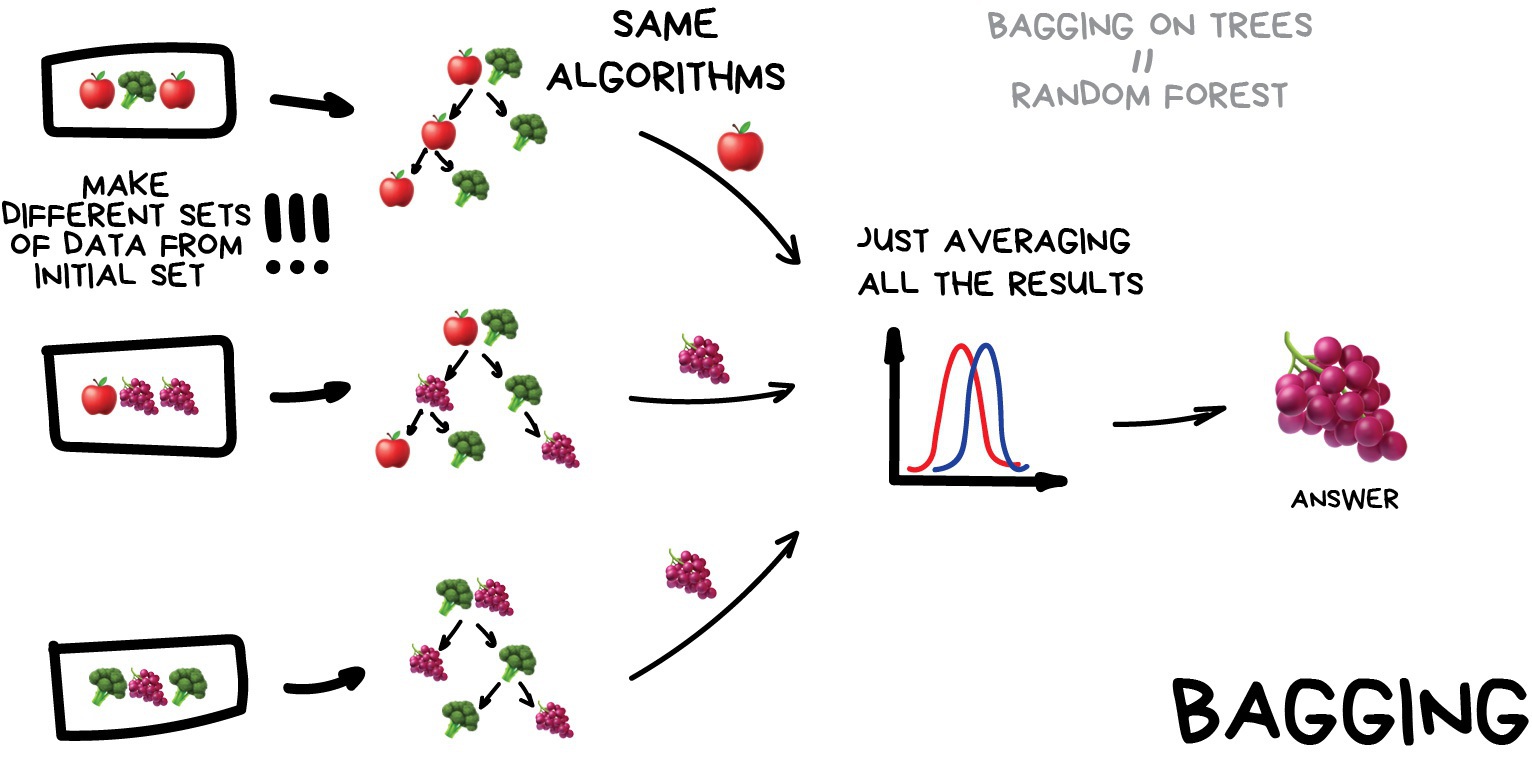 SAME
ALGORITHMS
BAGGING ON TREES
=
RANDOM FOREST
MAKE
DIFFERENT SETS
OF DATA FROM
INITIAL SET
!!!
JUST AVERAGING
ALL THE RESULTS
ANSWER
BAGGING